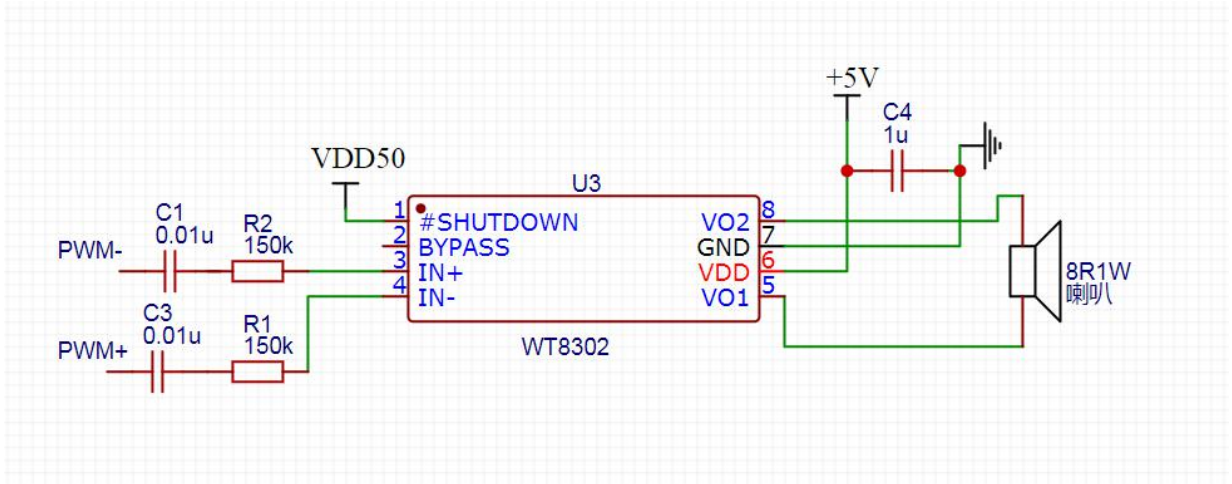 +5V
C4
1u
VDD50
U3
C1
0.01u
R2
150k
PWM-
1
#SHUTDOWN
2
BYPASS
3
IN+
4
IN-
VO2
8
GND
7
VDD
6
VO1
5
8R1W
喇叭
C3
0.01u
R1
150k
PWM+
WT8302